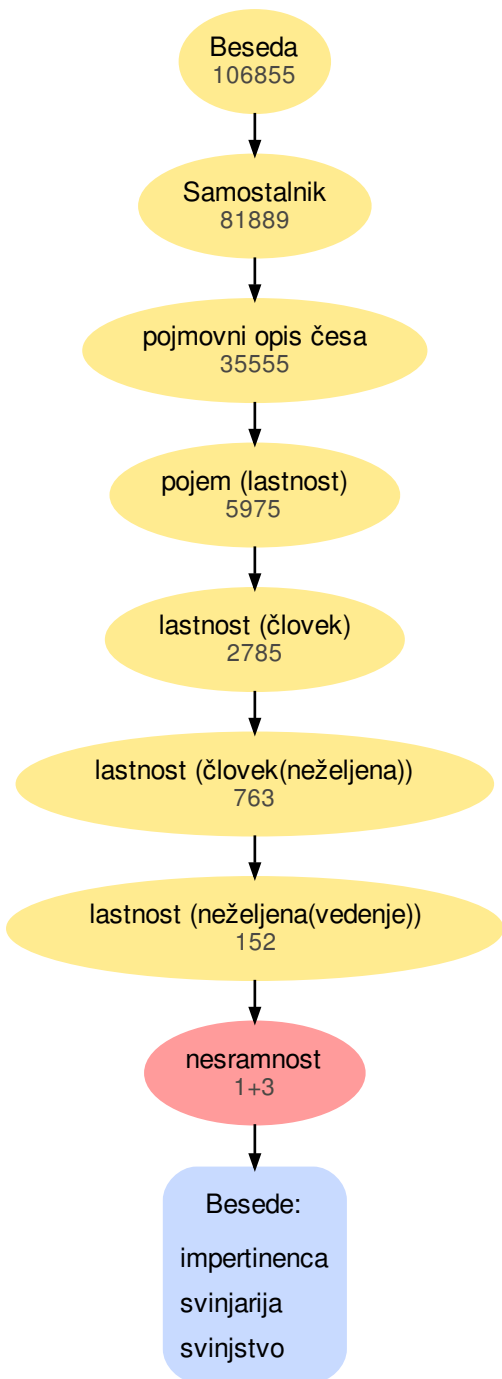 Beseda
106855
Samostalnik
81889
pojmovni opis česa
35555
pojem (lastnost)
5975
lastnost (človek)
2785
lastnost (človek(neželjena))
763
lastnost (neželjena(vedenje))
152
nesramnost
1+3
Besede:
impertinenca
svinjarija
svinjstvo